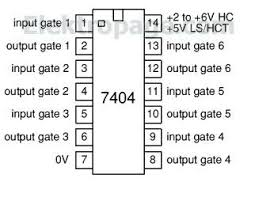 Elektropage.com
input gate 1 1 14 +2 to +6V HC
+5V LS/HCT
output gate 1 2 13 input gate 6
input gate 2 3 12 output gate 6
output gate 2 4 11 input gate 5
7404
input gate 3 5 10 output gate 5
output gate 3 6 9 input gate 4
0V 7 8 output gate 4